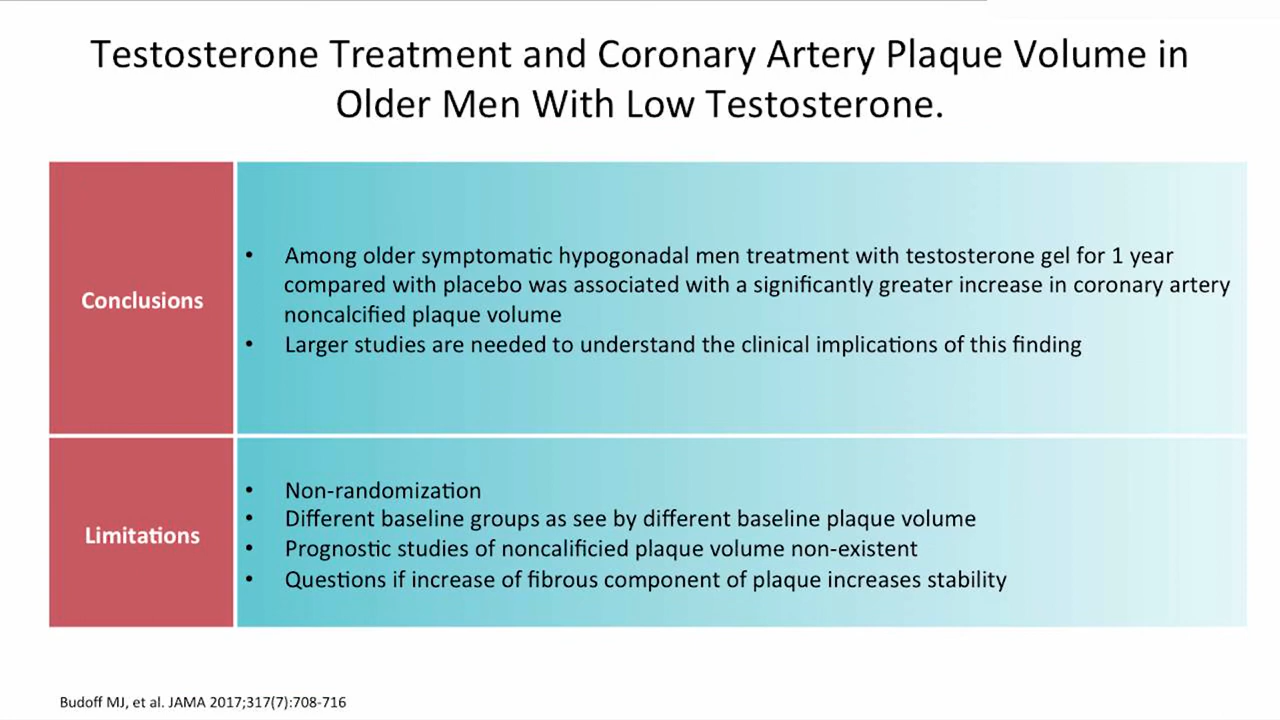 Testosterone Treatment and Coronary Artery Plaque Volume in
Older Men With Low Testosterone.
Conclusions
• Among older symptomatic hypogonadal men treatment with testosterone gel for 1 year
compared with placebo was associated with a significantly greater increase in coronary artery
noncalcified plaque volume
• Larger studies are needed to understand the clinical implications of this finding
Limitations
• Non-randomization
• Different baseline groups as see by different baseline plaque volume
• Prognostic studies of noncalificied plaque volume non-existent
• Questions if increase of fibrous component of plaque increases stability
Budoff MJ, et al. JAMA 2017;317(7):708-716